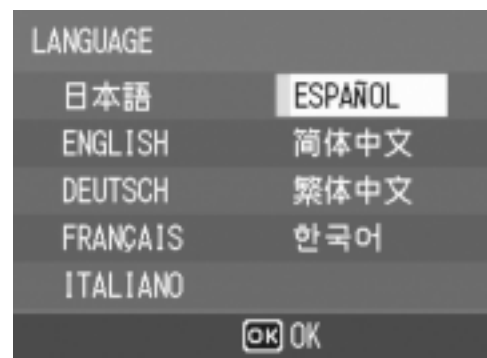 LANGUAGE
日本語 ESPAÑOL
ENGLISH 简体中文
DEUTSCH 繁体中文
FRANÇAIS 한국어
ITALIANO
OK OK